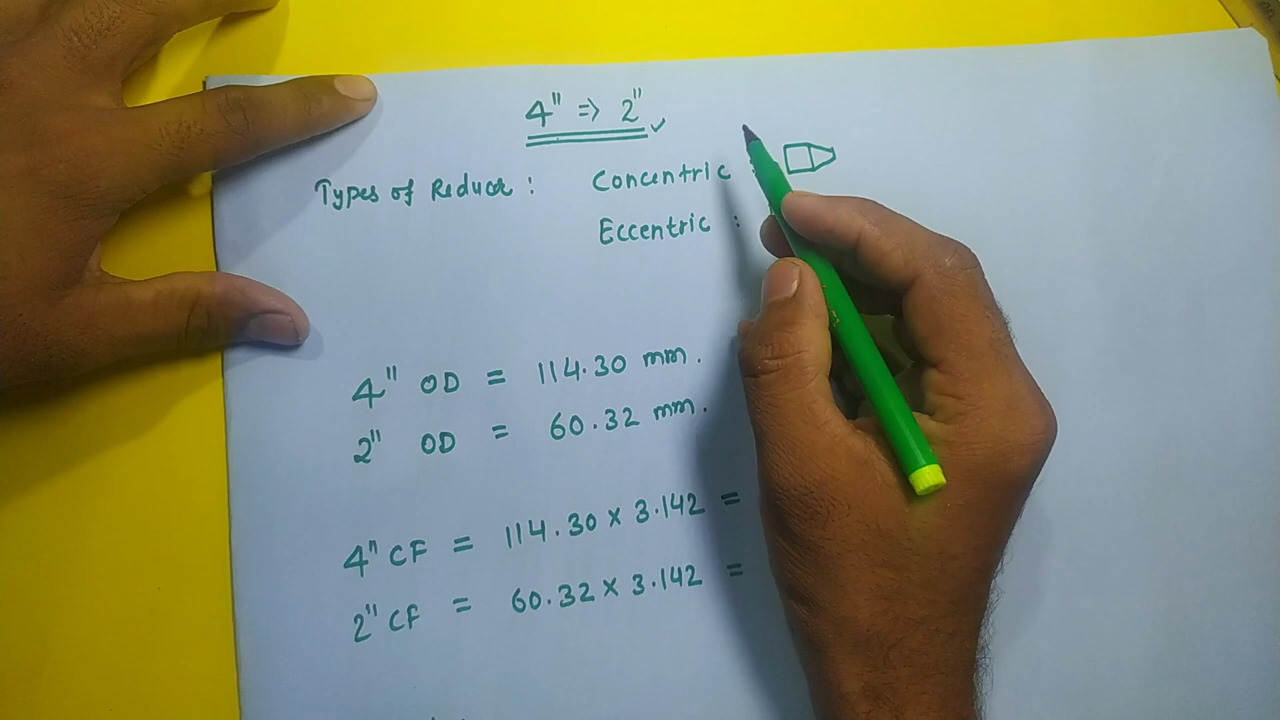 4" => 2" ✓
Types of Reducr : Concentric :
Eccentric :
4" OD = 114.30 mm.
2" OD = 60.32 mm.
4" CF = 114.30 x 3.142 =
2" CF = 60.32 x 3.142 =